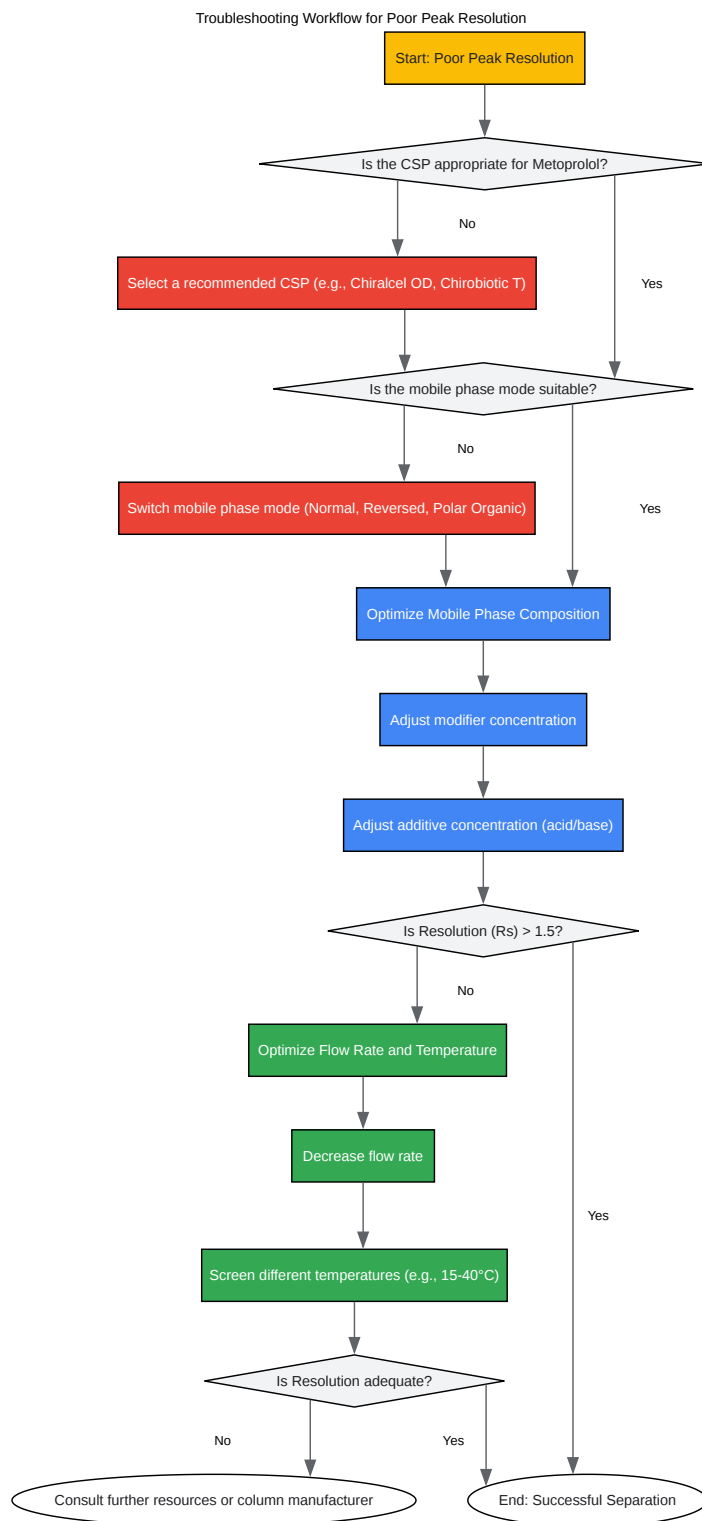 Troubleshooting Workflow for Poor Peak Resolution
Start: Poor Peak Resolution
Is the CSP appropriate for Metoprolol?
No
Select a recommended CSP (e.g., Chiralcel OD, Chirobiotic T)
Yes
Is the mobile phase mode suitable?
No
Switch mobile phase mode (Normal, Reversed, Polar Organic)
Yes
Optimize Mobile Phase Composition
Adjust modifier concentration
Adjust additive concentration (acid/base)
Is Resolution (Rs) > 1.5?
No
Optimize Flow Rate and Temperature
Decrease flow rate
Yes
Screen different temperatures (e.g., 15-40°C)
Is Resolution adequate?
No
Yes
Consult further resources or column manufacturer
End: Successful Separation